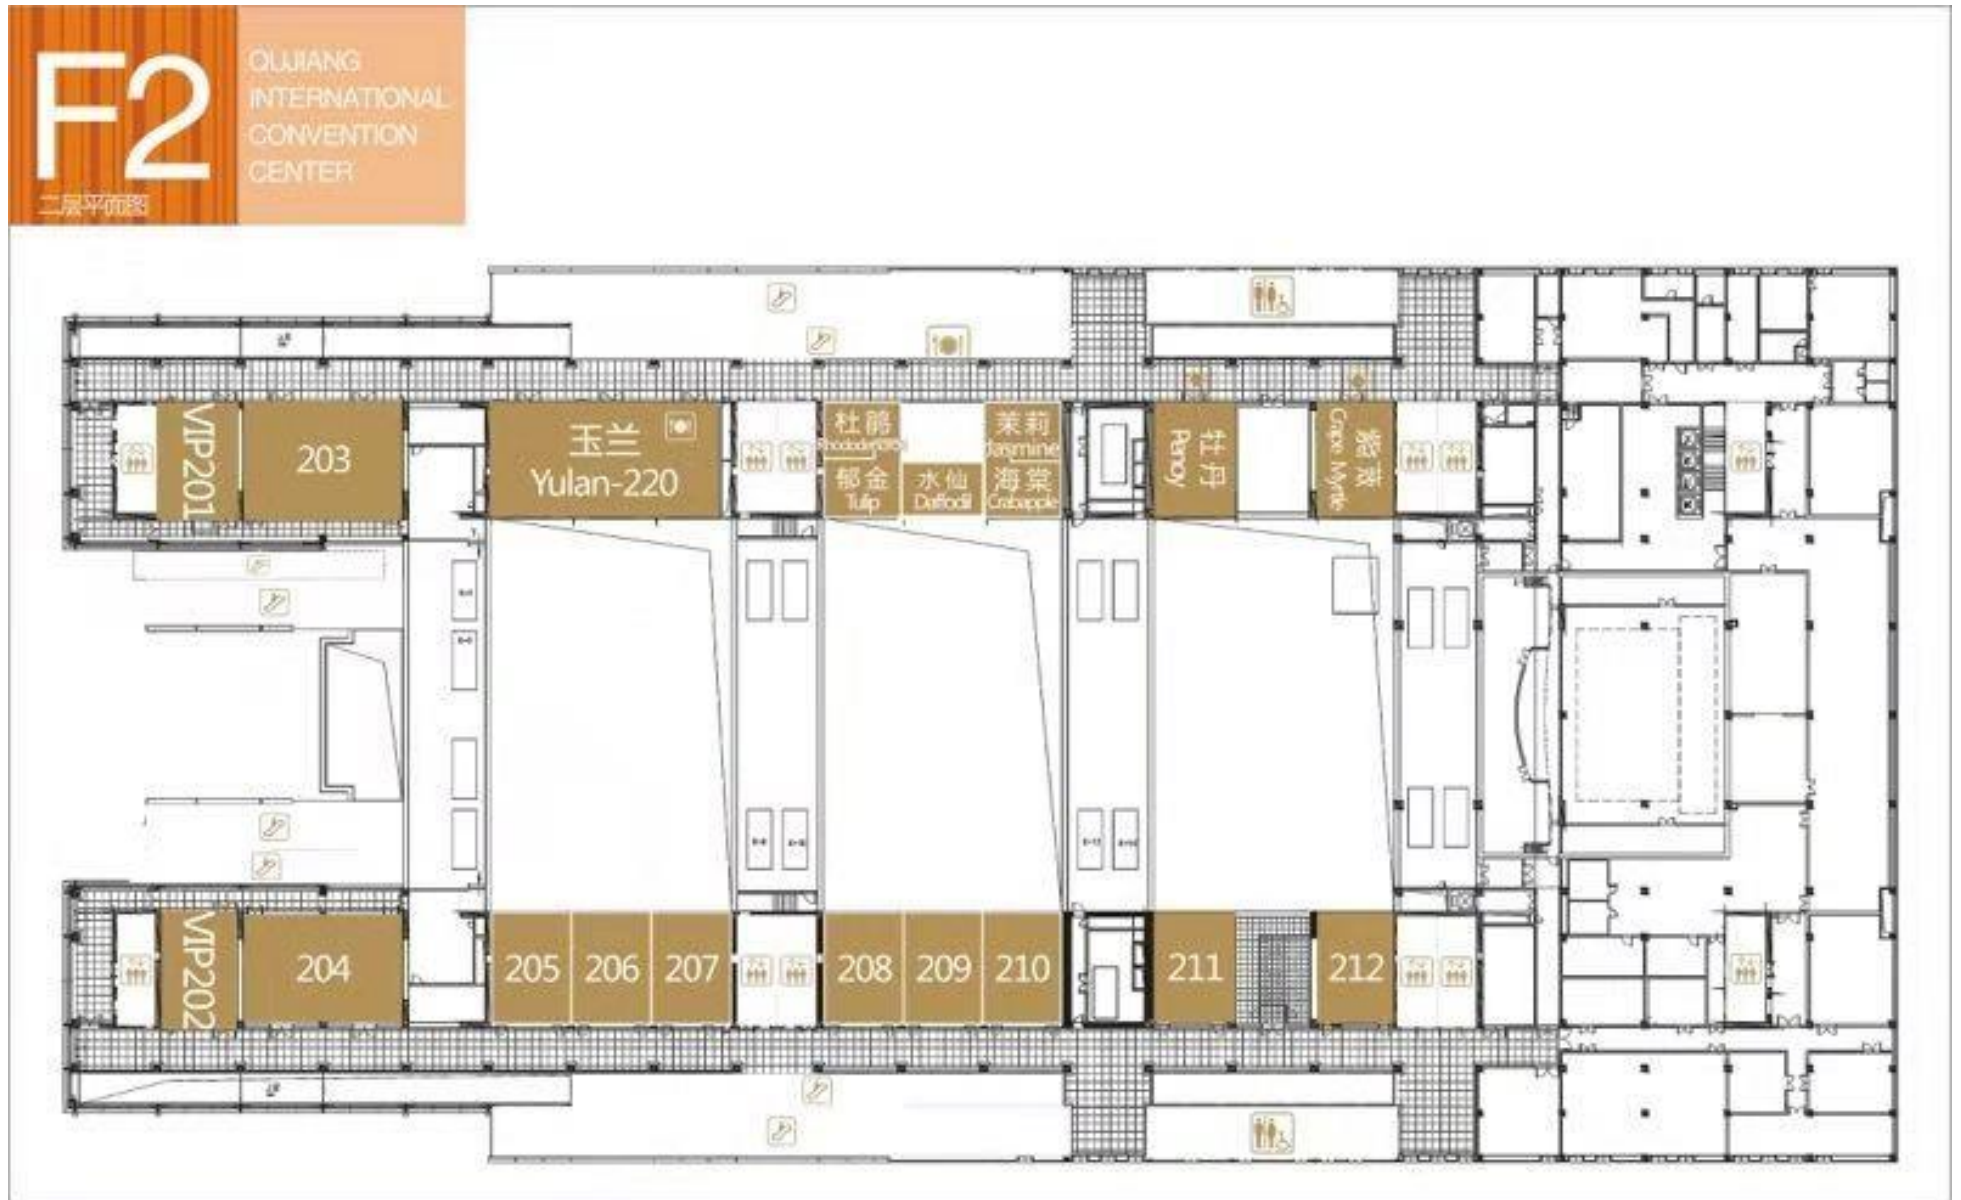 F2
二层平面图
QUJIANG
INTERNATIONAL
CONVENTION
CENTER
VIP201
203
玉兰
Yulan-220
杜鹃
郁金
Tulip
水仙
Daffodil
茉莉
Jasmine
海棠
Crabapple
牡丹
Penoy
紫薇
Crape Myrtle
VIP202
204
205
206
207
208
209
210
211
212